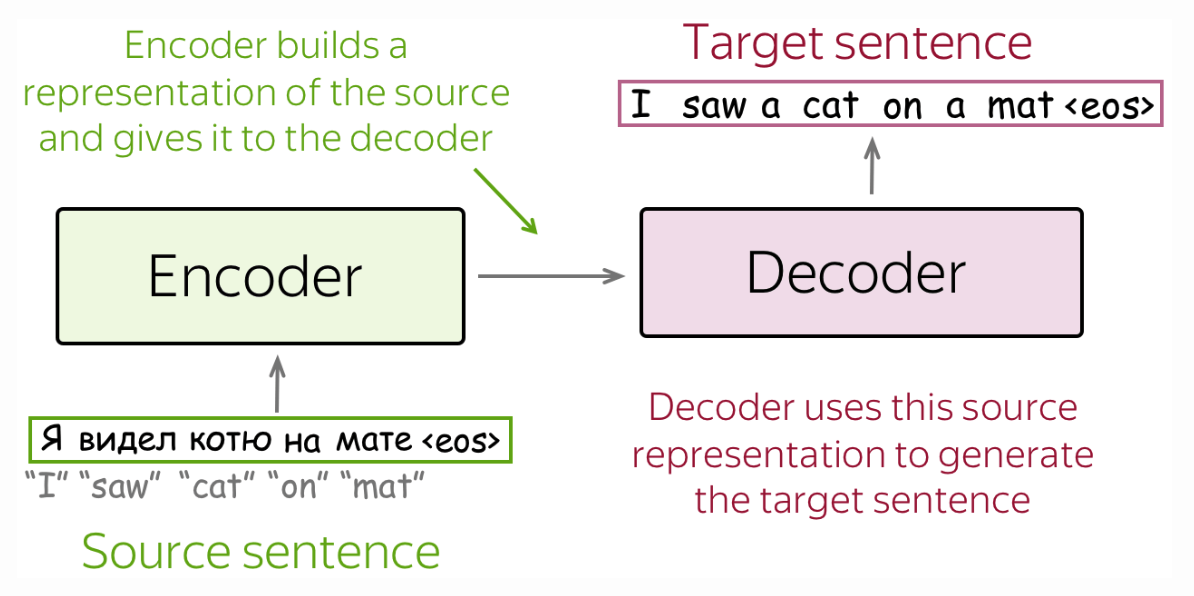 Encoder builds a
representation of the source
and gives it to the decoder
Target sentence
I saw a cat on a mat <eos>
Encoder
Decoder
Я видел котю на мате <eos>
“I” “saw” “cat” “on” “mat”
Source sentence
Decoder uses this source
representation to generate
the target sentence